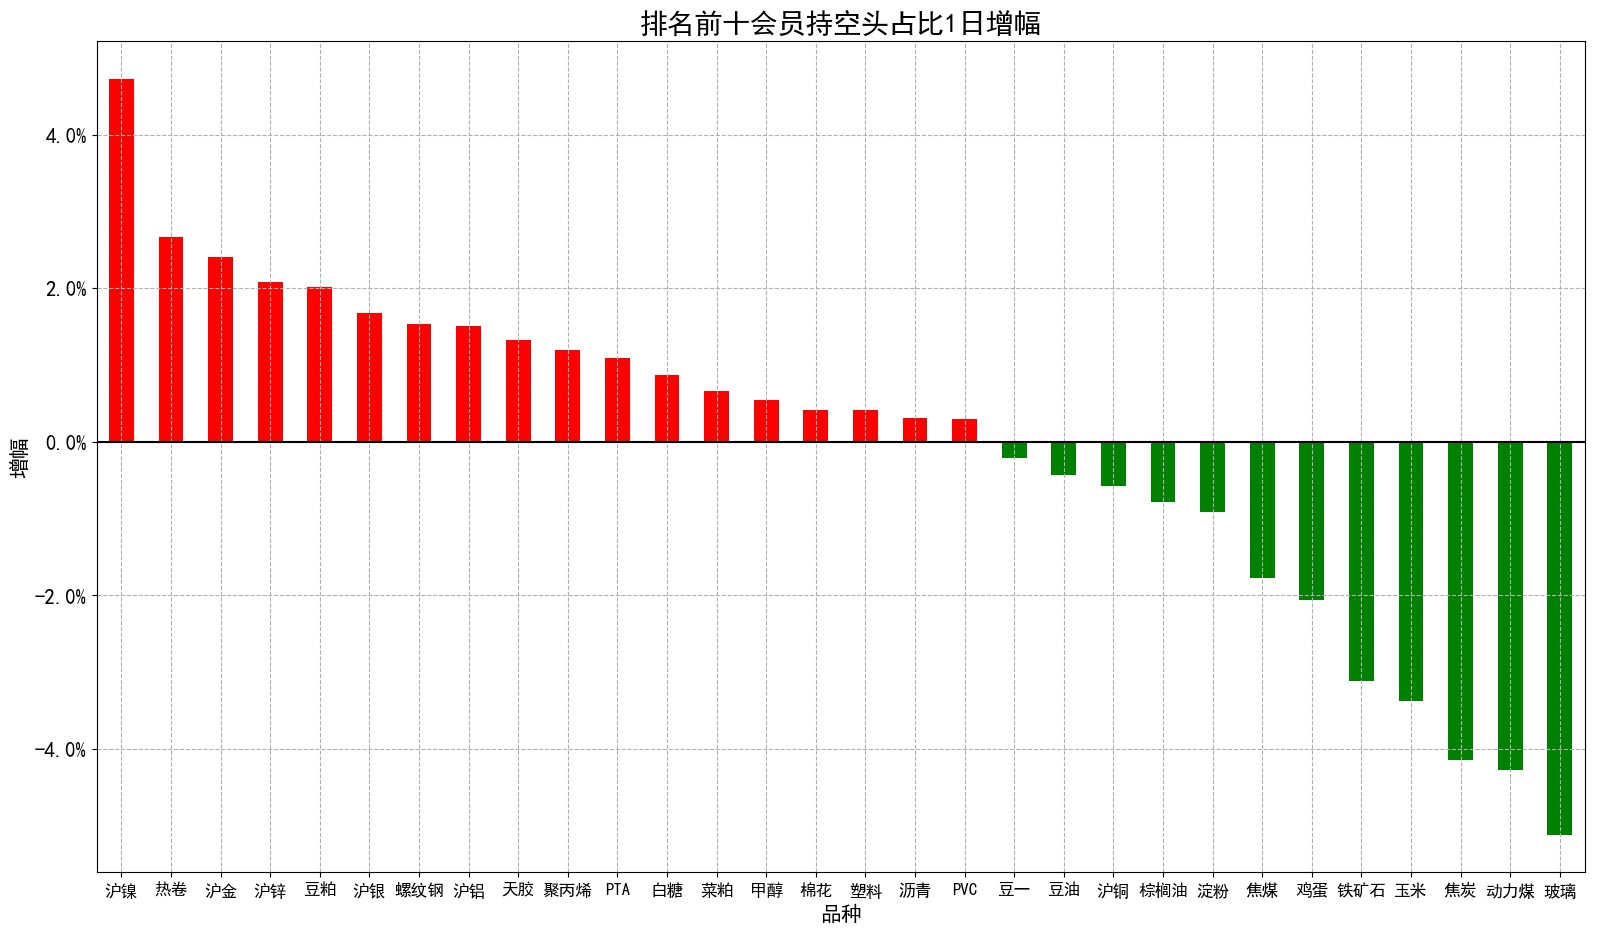 排名前十会员持空头占比1日增幅
增幅
4.0%
2.0%
0.0%
−2.0%
−4.0%
沪镍 热卷 沪金 沪锌 豆粕 沪银 螺纹钢 沪铝 天胶 聚丙烯 PTA 白糖 菜粕 甲醇 棉花 塑料 沥青 PVC 豆一 豆油 沪铜 棕榈油 淀粉 焦煤 鸡蛋 铁矿石 玉米 焦炭 动力煤 玻璃
品种